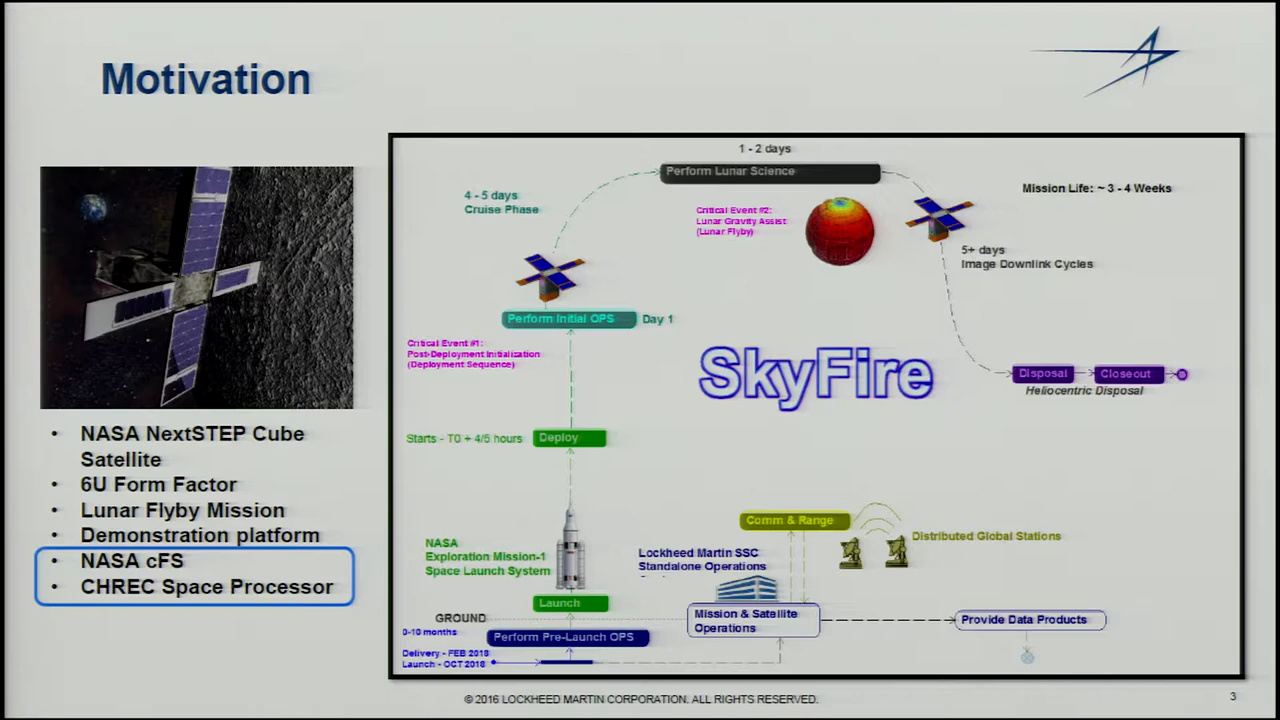 Motivation
NASA NextSTEP Cube
Satellite
6U Form Factor
Lunar Flyby Mission
Demonstration platform
NASA cFS
CHREC Space Processor
1 - 2 days
Perform Lunar Science
4 - 5 days
Cruise Phase
Critical Event #2:
Lunar Gravity Assist
(Lunar Flyby)
Mission Life: ~ 3 - 4 Weeks
5+ days
Image Downlink Cycles
Perform Initial OPS
Day 1
Critical Event #1:
Post-Deployment Initialization
(Deployment Sequence)
SkyFire
Disposal
Closeout
Heliocentric Disposal
Starts - T0 + 4/5 hours
Deploy
Comm & Range
Distributed Global Stations
NASA
Exploration Mission-1
Space Launch System
Lockheed Martin SSC
Standalone Operations
Launch
GROUND
Mission & Satellite
Operations
Provide Data Products
0-10 months
Perform Pre-Launch OPS
Delivery - FEB 2018
Launch - OCT 2018
© 2016 LOCKHEED MARTIN CORPORATION. ALL RIGHTS RESERVED.
3